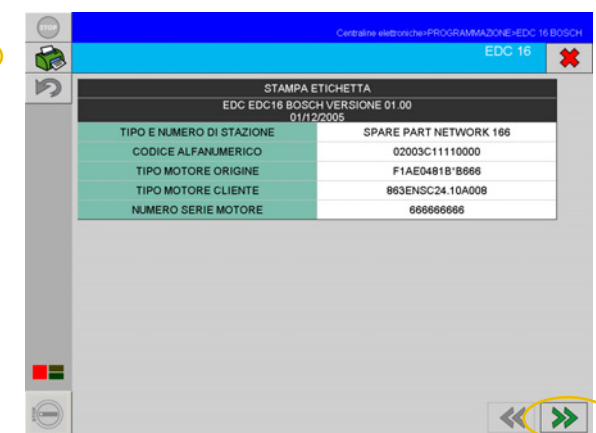 STOP
Centraline elettroniche>PROGRAMMAZIONE>EDC 16 BOSCH
EDC 16
STAMPA ETICHETTA
EDC EDC16 BOSCH VERSIONE 01.00
01/12/2005
TIPO E NUMERO DI STAZIONE SPARE PART NETWORK 166
CODICE ALFANUMERICO 02003C11110000
TIPO MOTORE ORIGINE F1AE0481B*B666
TIPO MOTORE CLIENTE 863ENSC24.10A008
NUMERO SERIE MOTORE 666666666